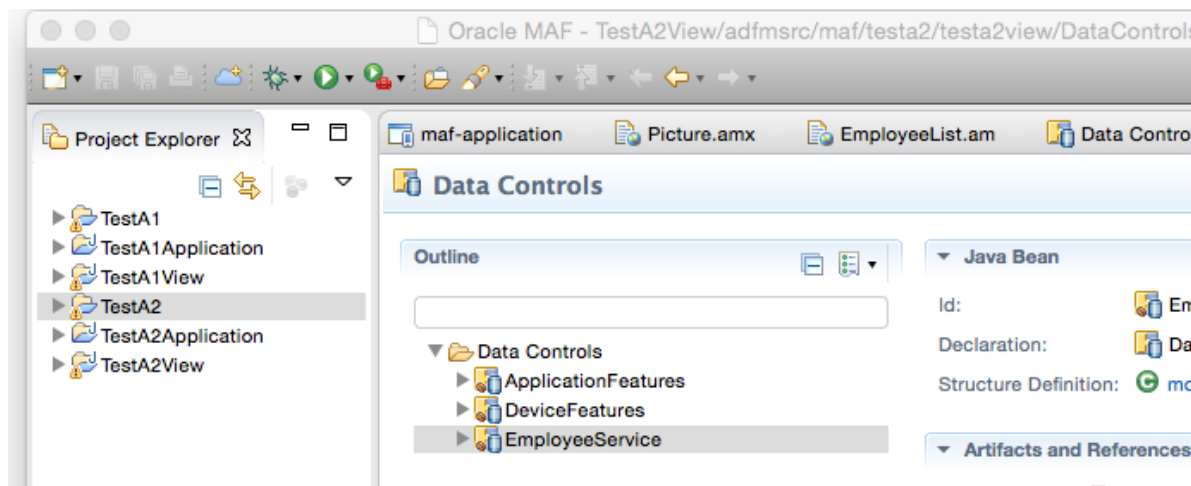 Oracle MAF - TestA2View/adfmsrc/maf/testa2/testa2view/DataControls
Project Explorer
maf-application
Picture.amx
EmployeeList.am
Data Contro
Data Controls
TestA1
TestA1Application
TestA1View
TestA2
TestA2Application
TestA2View
Outline
Data Controls
ApplicationFeatures
DeviceFeatures
EmployeeService
Java Bean
Id:
Em
Declaration:
Da
Structure Definition:
mo
Artifacts and References